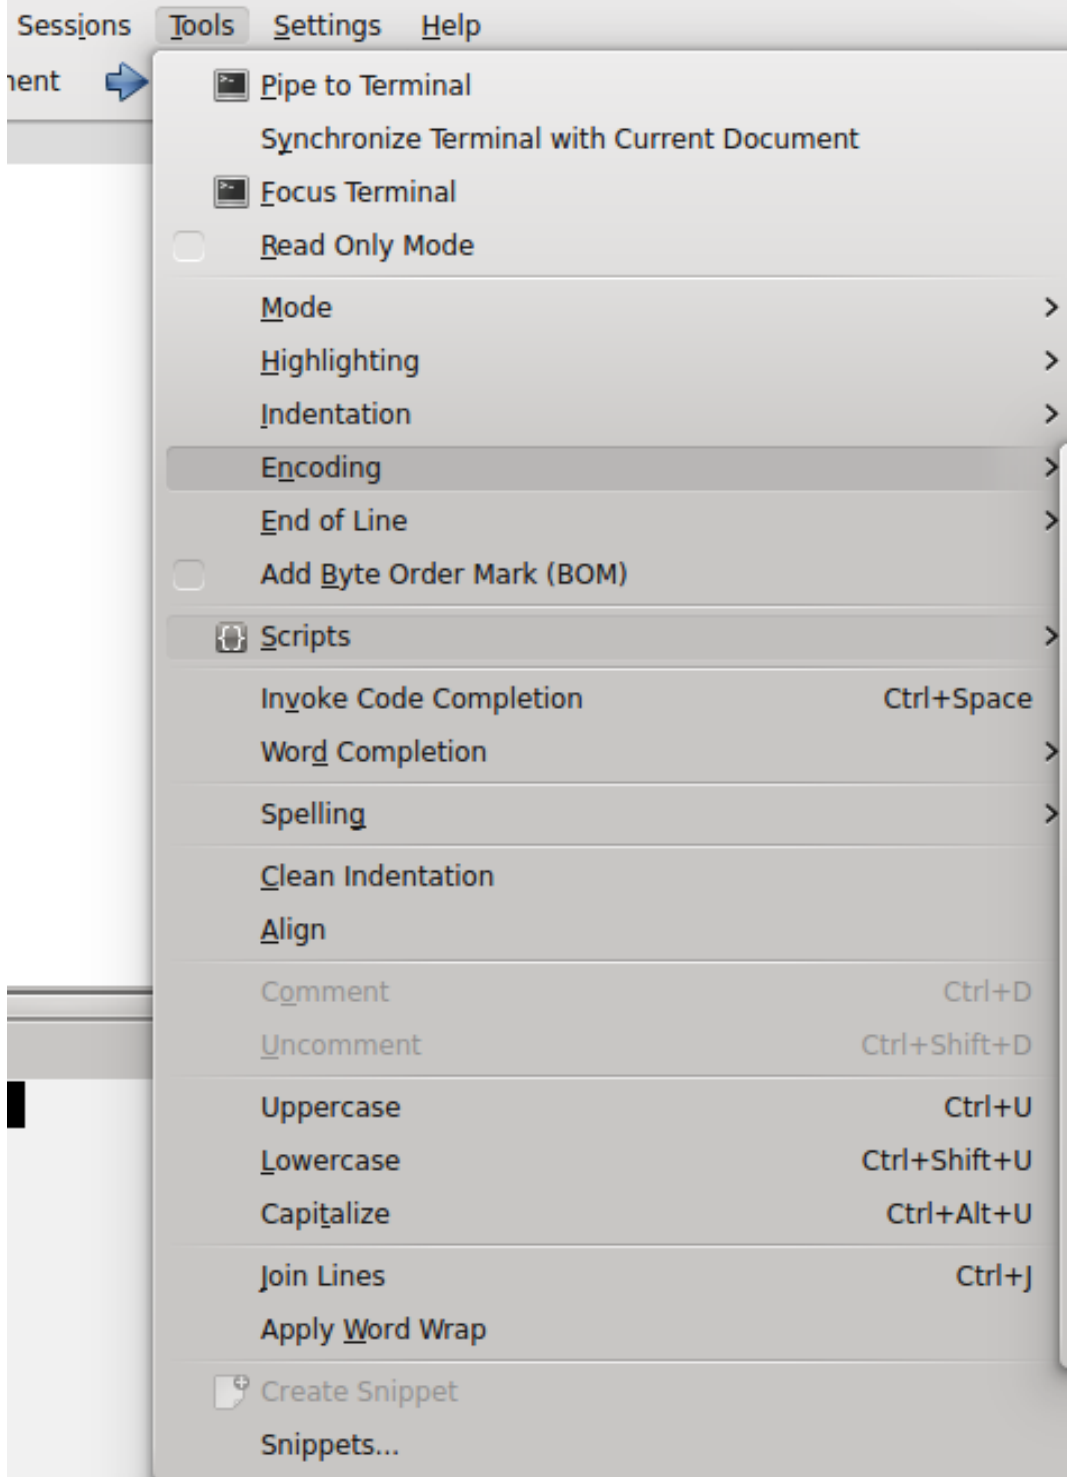 Sessions Tools Settings Help
Pipe to Terminal
Synchronize Terminal with Current Document
Focus Terminal
Read Only Mode
Mode
Highlighting
Indentation
Encoding
End of Line
Add Byte Order Mark (BOM)
Scripts
Invoke Code Completion Ctrl+Space
Word Completion
Spelling
Clean Indentation
Align
Comment Ctrl+D
Uncomment Ctrl+Shift+D
Uppercase Ctrl+U
Lowercase Ctrl+Shift+U
Capitalize Ctrl+Alt+U
Join Lines Ctrl+J
Apply Word Wrap
Create Snippet
Snippets...